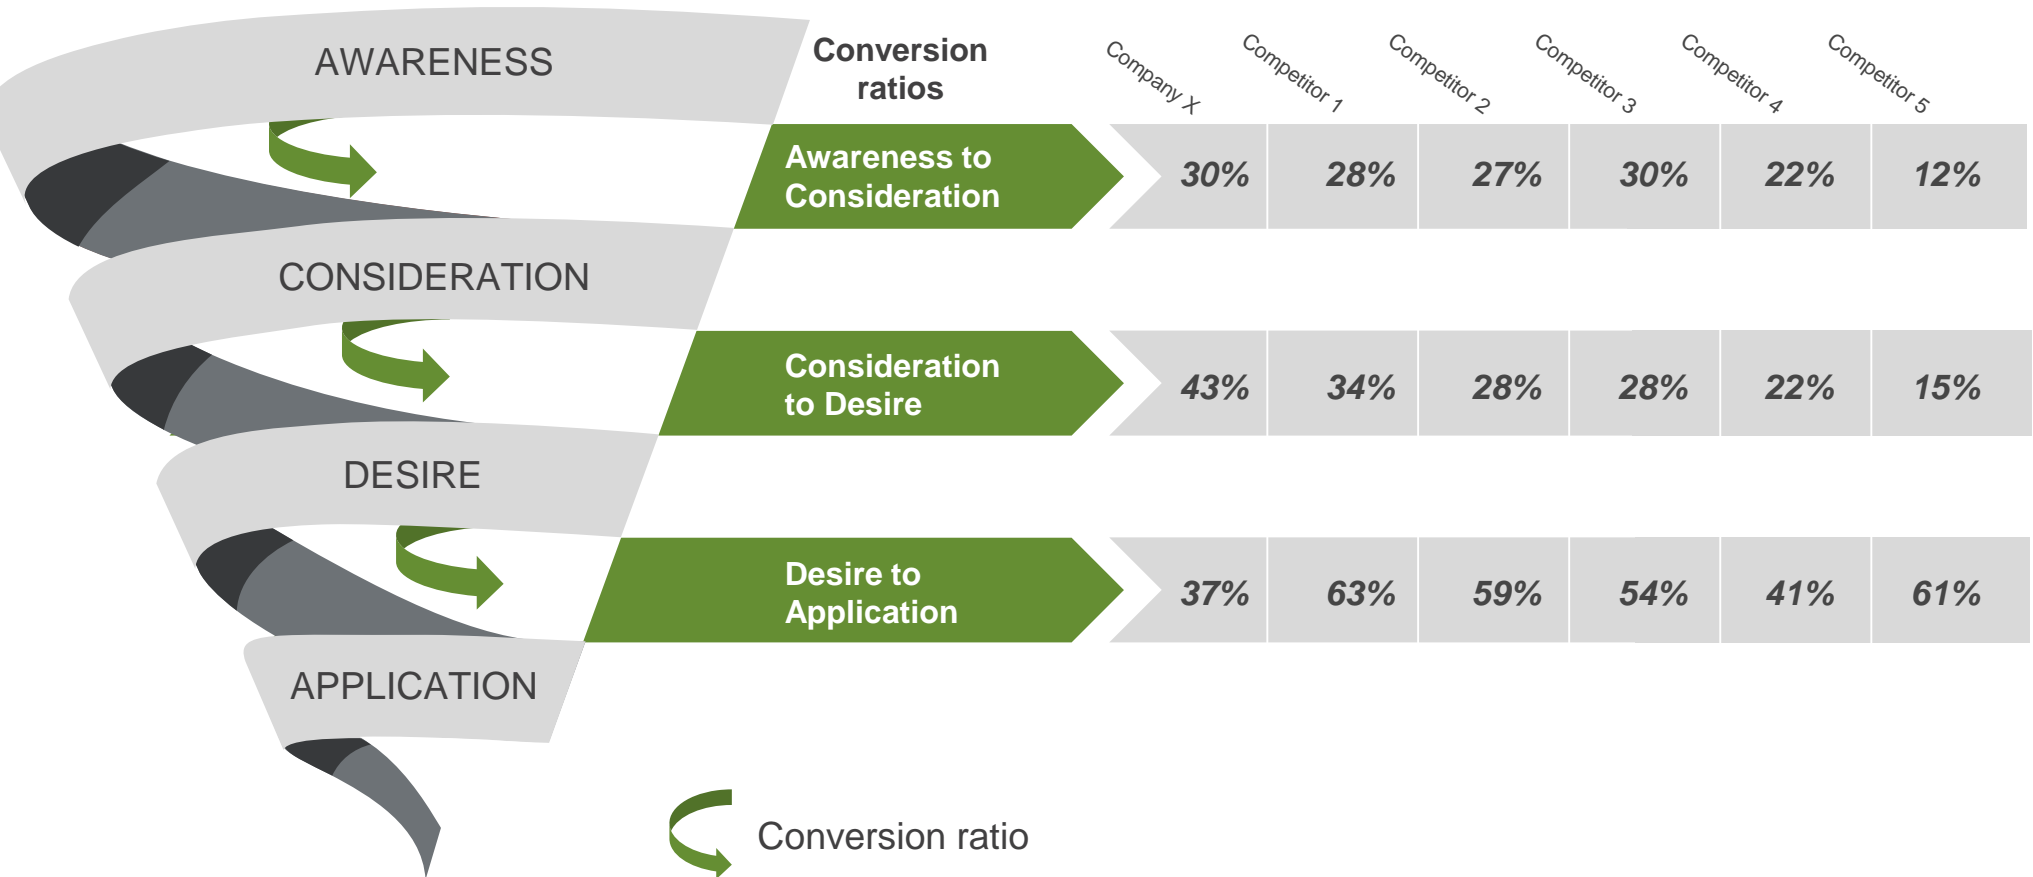 AWARENESS
Conversion
ratios
Company X
Competitor 1
Competitor 2
Competitor 3
Competitor 4
Competitor 5
Awareness to
Consideration
30% 28% 27% 30% 22% 12%
CONSIDERATION
Consideration
to Desire
43% 34% 28% 28% 22% 15%
DESIRE
Desire to
Application
37% 63% 59% 54% 41% 61%
APPLICATION
Conversion ratio